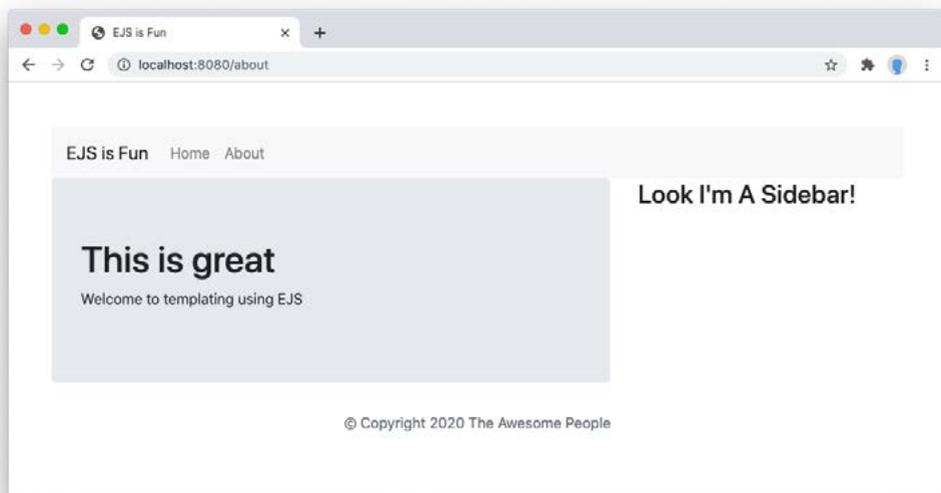 EJS is Fun
localhost:8080/about
EJS is Fun Home About
Look I'm A Sidebar!
This is great
Welcome to templating using EJS
© Copyright 2020 The Awesome People